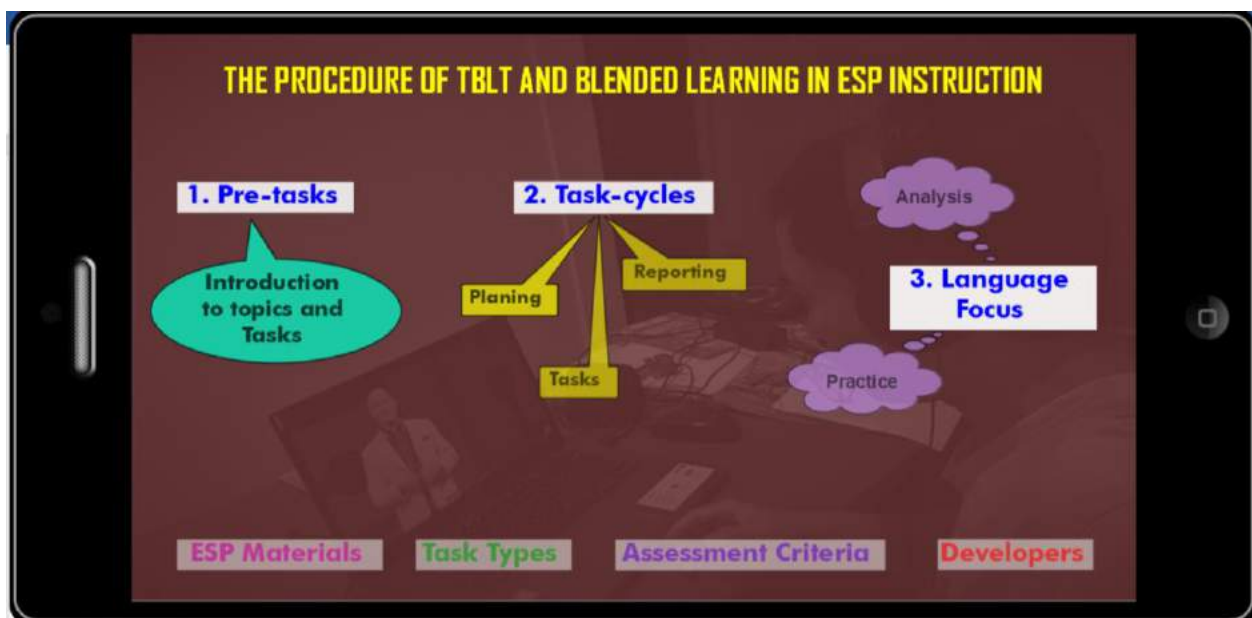 THE PROCEDURE OF TBLT AND BLENDED LEARNING IN ESP INSTRUCTION
1. Pre-tasks
Introduction
to topics and
Tasks
2. Task-cycles
Planing
Tasks
Reporting
Analysis
3. Language
Focus
Practice
ESP Materials
Task Types
Assessment Criteria
Developers